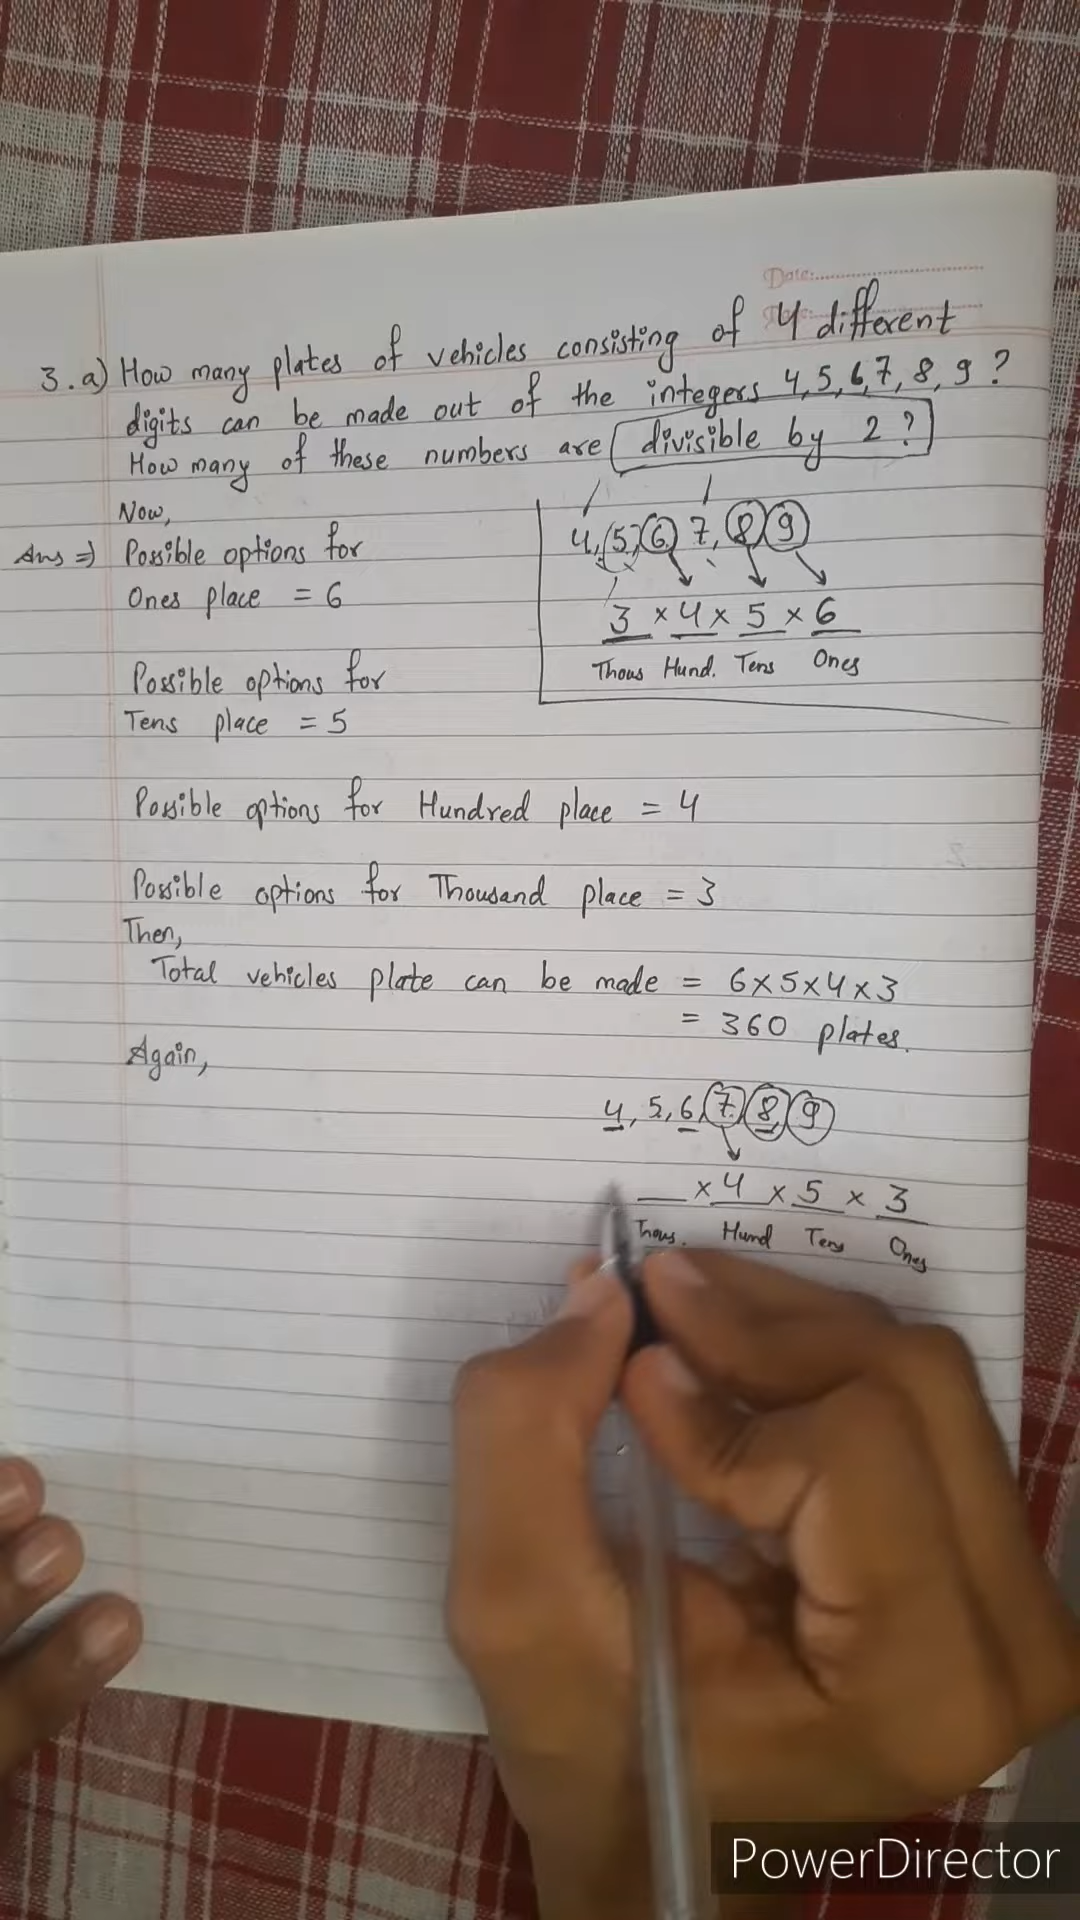 Date:
3. a) How many plates of vehicles consisting of 4 different
digits can be made out of the integers 4, 5, 6, 7, 8, 9 ?
How many of these numbers are divisible by 2 ?
Now,
Ans ⇒ Possible options for
Ones place = 6
4, 5, 6, 7, 8, 9
3 × 4 × 5 × 6
Thous Hund. Tens Ones
Possible options for
Tens place = 5
Possible options for Hundred place = 4
Possible options for Thousand place = 3
Then,
Total vehicles plate can be made = 6 × 5 × 4 × 3
= 360 plates.
Again,
4, 5, 6, 7, 8, 9
__ × 4 × 5 × 3
Thous. Hund Tens Ones
PowerDirector